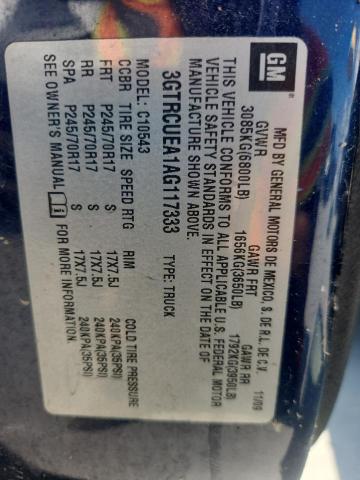 GM
MFD BY GENERAL MOTORS DE MEXICO, S. DE R.L. DE C.V. 11/09
GVWR GAWR FRT GAWR RR
3085KG(6800LB) 1656KG(3650LB) 1792KG(3950LB)
THIS VEHICLE CONFORMS TO ALL APPLICABLE U.S. FEDERAL MOTOR
VEHICLE SAFETY STANDARDS IN EFFECT ON THE DATE OF
MANUFACTURE SHOWN ABOVE.
3GTRCUEA1AG117333 TYPE: TRUCK
MODEL: C10543
CCBR TIRE SIZE SPEED RTG RIM COLD TIRE PRESSURE
FRT P245/70R17 S 17X7.5J 240KPA(35PSI)
RR P245/70R17 S 17X7.5J 240KPA(35PSI)
SPA P245/70R17 S 17X7.5J 240KPA(35PSI)
SEE OWNER'S MANUAL i FOR MORE INFORMATION.